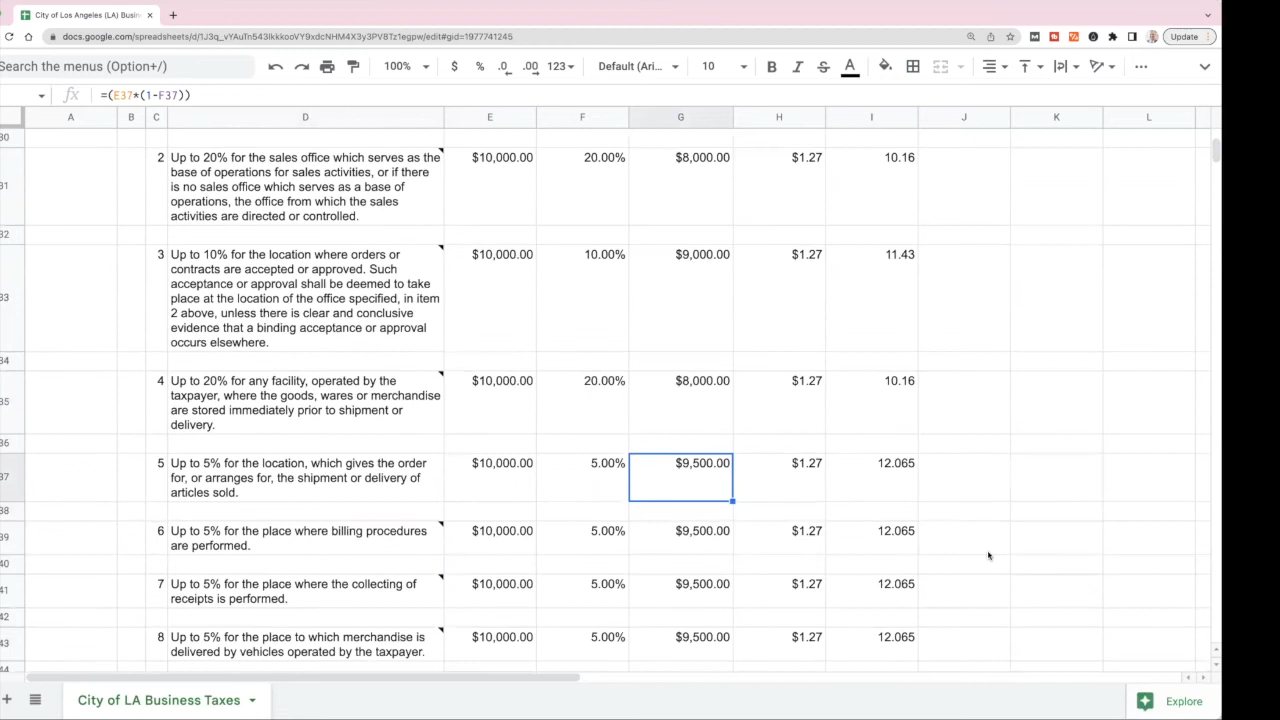 City of Los Angeles (LA) Busin
docs.google.com/spreadsheets/d/1J3q_vYAuTn543IkkkooVY9xdcNHM4X3y3PV8Tz1egpw/edit#gid=1977741245
Update
Search the menus (Option+/)
100%
$ % .0 .00 123
Default (Ari...
10
B I S A
fx =(E37*(1-F37))
A B C D E F G H I J K L
30
31 2 Up to 20% for the sales office which serves as the $10,000.00 20.00% $8,000.00 $1.27 10.16
base of operations for sales activities, or if there
is no sales office which serves as a base of
operations, the office from which the sales
activities are directed or controlled.
32
33 3 Up to 10% for the location where orders or $10,000.00 10.00% $9,000.00 $1.27 11.43
contracts are accepted or approved. Such
acceptance or approval shall be deemed to take
place at the location of the office specified, in item
2 above, unless there is clear and conclusive
evidence that a binding acceptance or approval
occurs elsewhere.
34
35 4 Up to 20% for any facility, operated by the $10,000.00 20.00% $8,000.00 $1.27 10.16
taxpayer, where the goods, wares or merchandise
are stored immediately prior to shipment or
delivery.
36
37 5 Up to 5% for the location, which gives the order $10,000.00 5.00% $9,500.00 $1.27 12.065
for, or arranges for, the shipment or delivery of
articles sold.
38
39 6 Up to 5% for the place where billing procedures $10,000.00 5.00% $9,500.00 $1.27 12.065
are performed.
40
41 7 Up to 5% for the place where the collecting of $10,000.00 5.00% $9,500.00 $1.27 12.065
receipts is performed.
42
43 8 Up to 5% for the place to which merchandise is $10,000.00 5.00% $9,500.00 $1.27 12.065
delivered by vehicles operated by the taxpayer.
44
City of LA Business Taxes
Explore